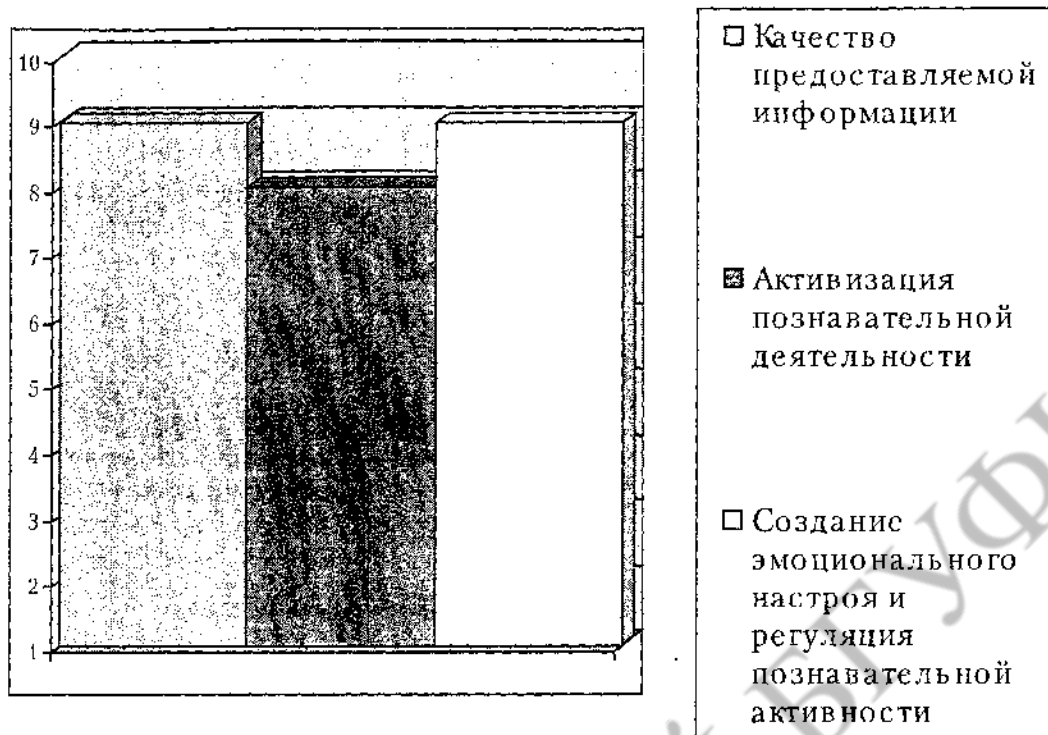 10
9
8
7
6
5
4
3
2
1
Качество
предоставляемой
информации
Активизация
познавательной
деятельности
Создание
эмоционального
настроя и
регуляция
познавательной
активности
БГУФ